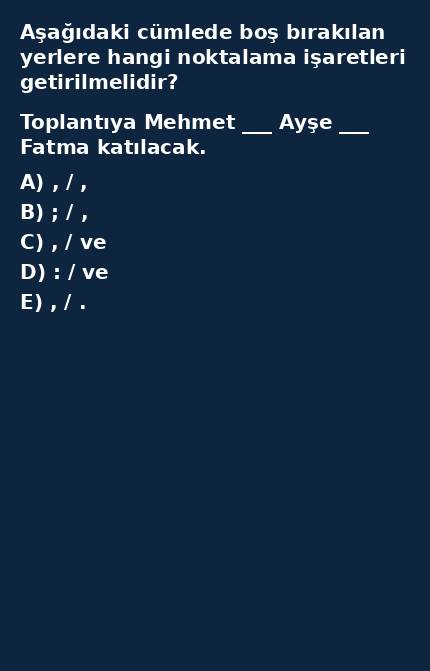 Aşağıdaki cümlede boş bırakılan
yerlere hangi noktalama işaretleri
getirilmelidir?
Toplantıya Mehmet ___ Ayşe ___
Fatma katılacak.
A) , / ,
B) ; / ,
C) , / ve
D) : / ve
E) , / .